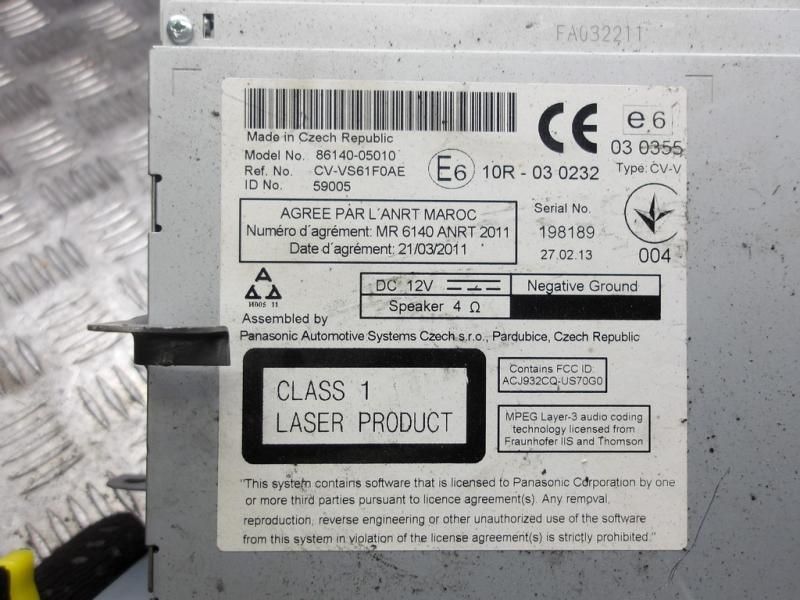 FA032211
Made in Czech Republic
Model No. 86140-05010
Ref. No. CV-VS61F0AE
ID No. 59005
CE
e6
03 0355
Type: CV-V
E6 10R - 03 0232
AGREE PAR L'ANRT MAROC
Numéro d'agrément: MR 6140 ANRT 2011
Date d'agrément: 21/03/2011
Serial No.
198189
27.02.13
004
И005 11
DC 12V
Negative Ground
Speaker 4 Ω
Assembled by
Panasonic Automotive Systems Czech s.r.o., Pardubice, Czech Republic
CLASS 1
LASER PRODUCT
Contains FCC ID:
ACJ932CQ-US70G0
MPEG Layer-3 audio coding
technology licensed from
Fraunhofer IIS and Thomson
"This system contains software that is licensed to Panasonic Corporation by one
or more third parties pursuant to licence agreement(s). Any removal,
reproduction, reverse engineering or other unauthorized use of the software
from this system in violation of the license agreement(s) is strictly prohibited."